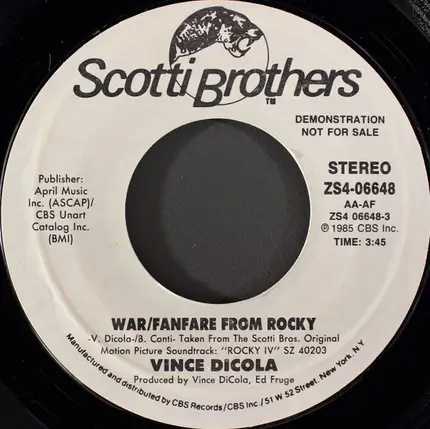 Scotti Brothers
TM
DEMONSTRATION
NOT FOR SALE
Publisher:
April Music
Inc. (ASCAP)/
CBS Unart
Catalog Inc.
(BMI)
STEREO
ZS4-06648
AA-AF
ZS4 06648-3
Ⓟ 1985 CBS Inc.
TIME: 3:45
WAR/FANFARE FROM ROCKY
-V. Dicola-/B. Conti- Taken From The Scotti Bros. Original
Motion Picture Soundtrack: "ROCKY IV" SZ 40203
VINCE DiCOLA
Produced by Vince DiCola, Ed Fruge
Manufactured and distributed by CBS Records/CBS Inc./51 W 52 Street, New York, N.Y.